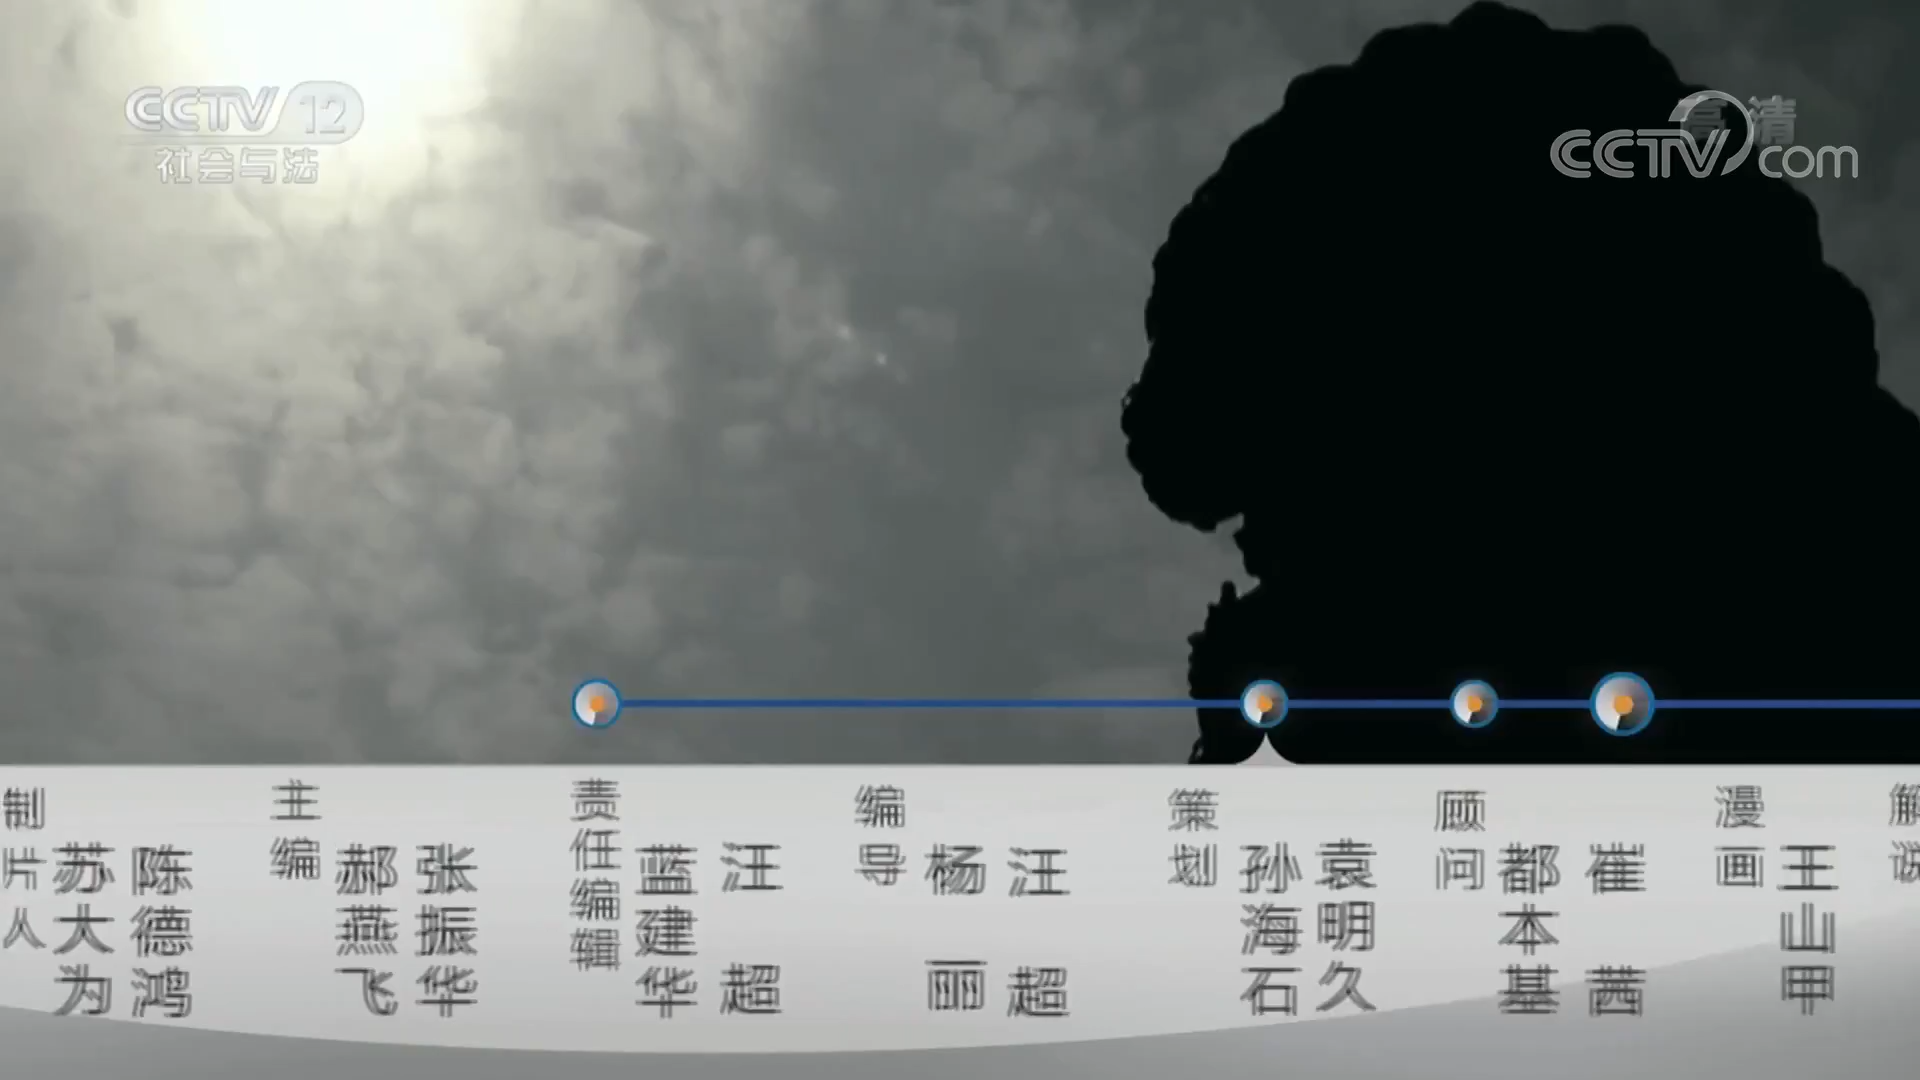 CCTV 12
社会与法
高清
CCTV.com
制片人
苏大为
陈德鸿
主编
郝燕飞
张振华
责任编辑
蓝建华
汪超
编导
杨丽
汪超
策划
孙海石
袁明久
顾问
都本基
崔茜
漫画
王山甲
解说